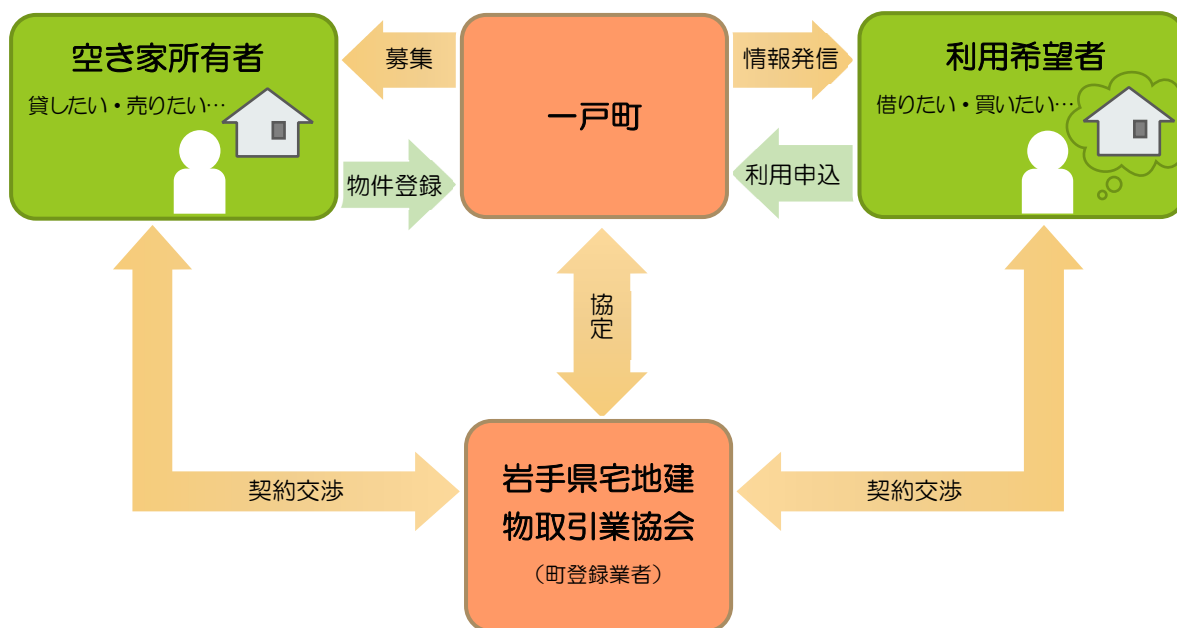 空き家所有者
貸したい・売りたい…
募集
物件登録
一戸町
情報発信
利用申込
利用希望者
借りたい・買いたい…
協定
契約交渉
岩手県宅地建
物取引業協会
（町登録業者）
契約交渉